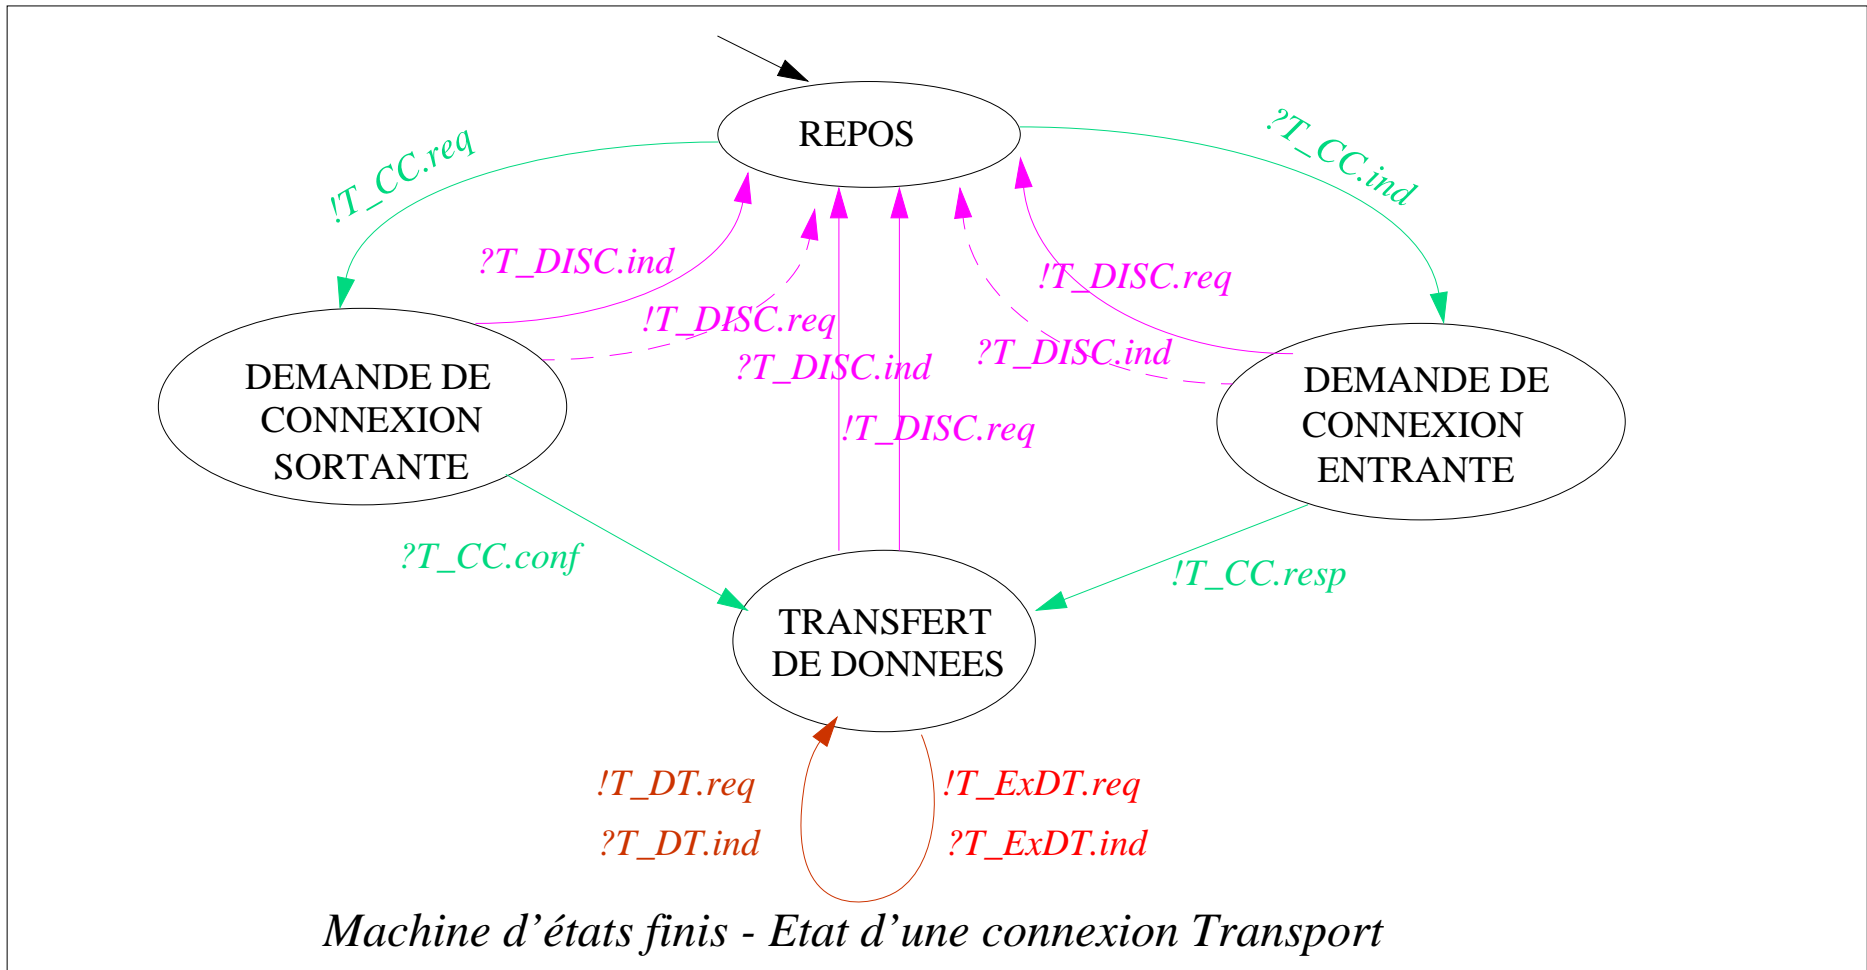 REPOS
!T_CC.req
?T_CC.ind
?T_DISC.ind
!T_DISC.req
!T_DISC.req
?T_DISC.ind
?T_DISC.ind
!T_DISC.req
DEMANDE DE
CONNEXION
SORTANTE
DEMANDE DE
CONNEXION
ENTRANTE
?T_CC.conf
!T_CC.resp
TRANSFERT
DE DONNEES
!T_DT.req
!T_ExDT.req
?T_DT.ind
?T_ExDT.ind
Machine d'états finis - Etat d'une connexion Transport